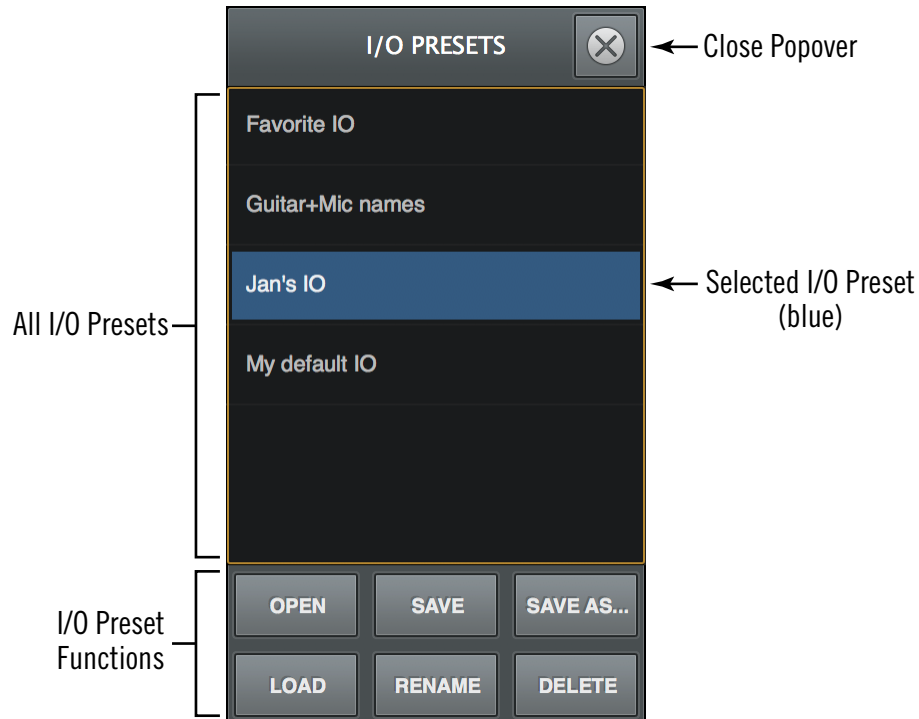 I/O PRESETS
Close Popover
Favorite IO
Guitar+Mic names
Jan's IO
Selected I/O Preset
(blue)
All I/O Presets
My default IO
I/O Preset
Functions
OPEN
SAVE
SAVE AS...
LOAD
RENAME
DELETE